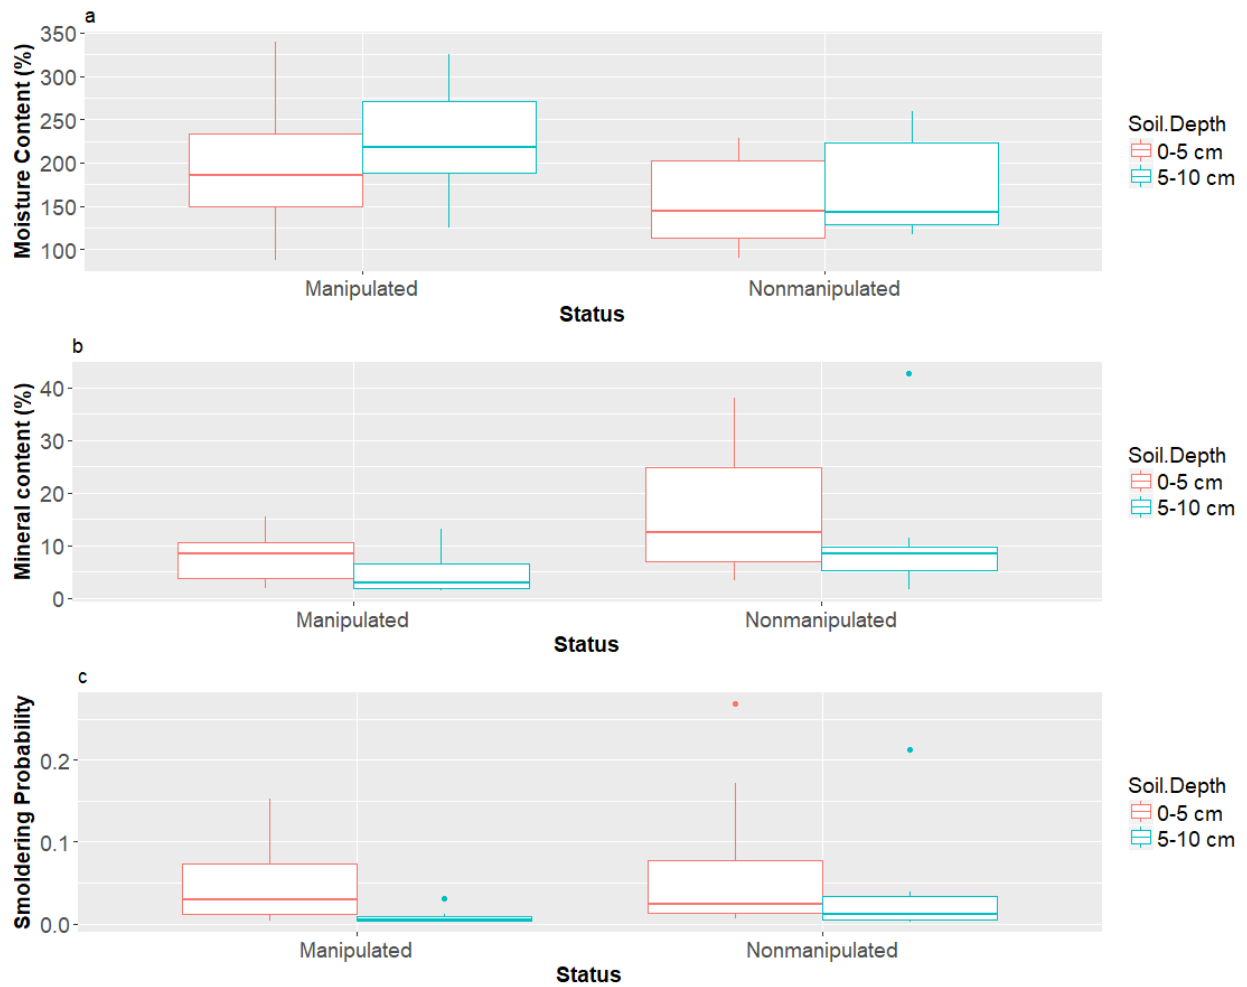 a
350
300
250
200
150
100
Moisture Content (%)
Manipulated
Nonmanipulated
Status
Soil.Depth
0-5 cm
5-10 cm
b
40
30
20
10
0
Mineral content (%)
Manipulated
Nonmanipulated
Status
Soil.Depth
0-5 cm
5-10 cm
c
0.2
0.1
0.0
Smoldering Probability
Manipulated
Nonmanipulated
Status
Soil.Depth
0-5 cm
5-10 cm